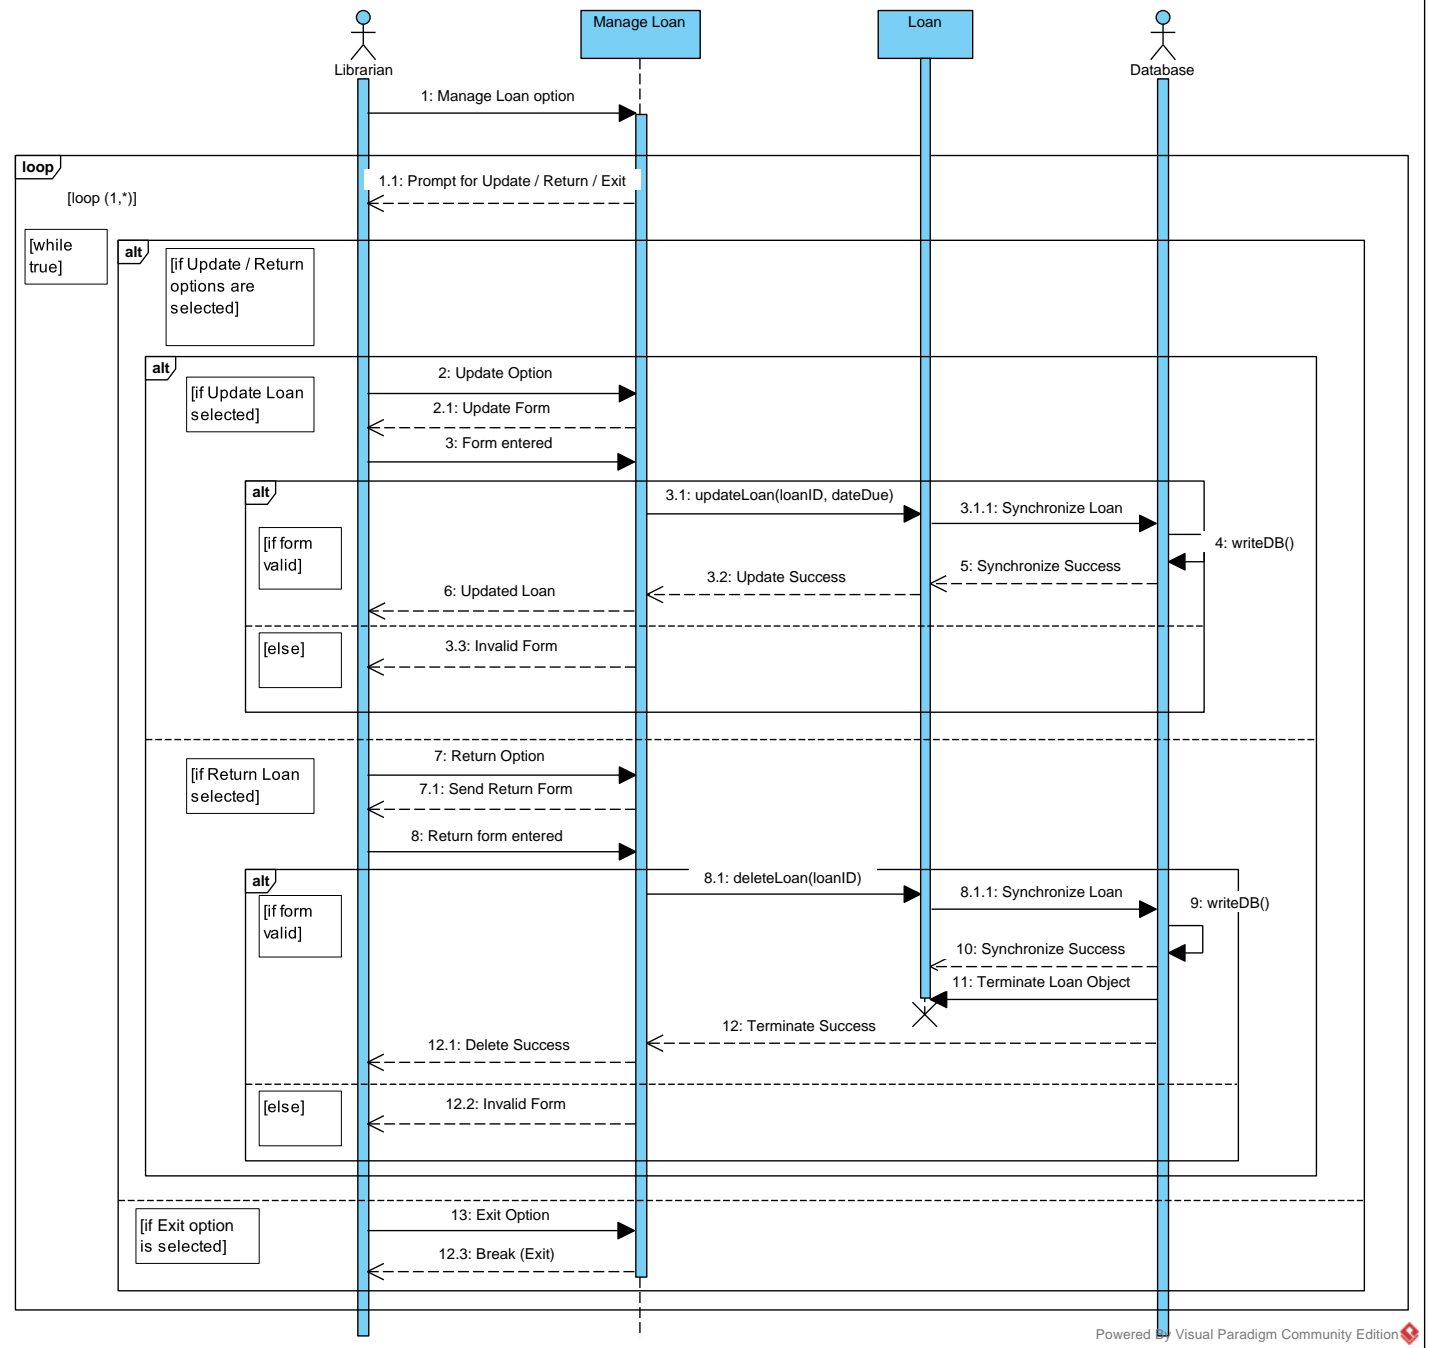 Manage Loan
Loan
Librarian
Database
1: Manage Loan option
loop
1.1: Prompt for Update / Return / Exit
[loop (1,*)]
[while
true]
alt
[if Update / Return
options are
selected]
alt
2: Update Option
[if Update Loan
selected]
2.1: Update Form
3: Form entered
alt
3.1: updateLoan(loanID, dateDue)
3.1.1: Synchronize Loan
[if form
valid]
4: writeDB()
5: Synchronize Success
3.2: Update Success
6: Updated Loan
[else]
3.3: Invalid Form
7: Return Option
[if Return Loan
selected]
7.1: Send Return Form
8: Return form entered
alt
8.1: deleteLoan(loanID)
8.1.1: Synchronize Loan
9: writeDB()
[if form
valid]
10: Synchronize Success
11: Terminate Loan Object
12: Terminate Success
12.1: Delete Success
[else]
12.2: Invalid Form
13: Exit Option
[if Exit option
is selected]
12.3: Break (Exit)
Powered By Visual Paradigm Community Edition